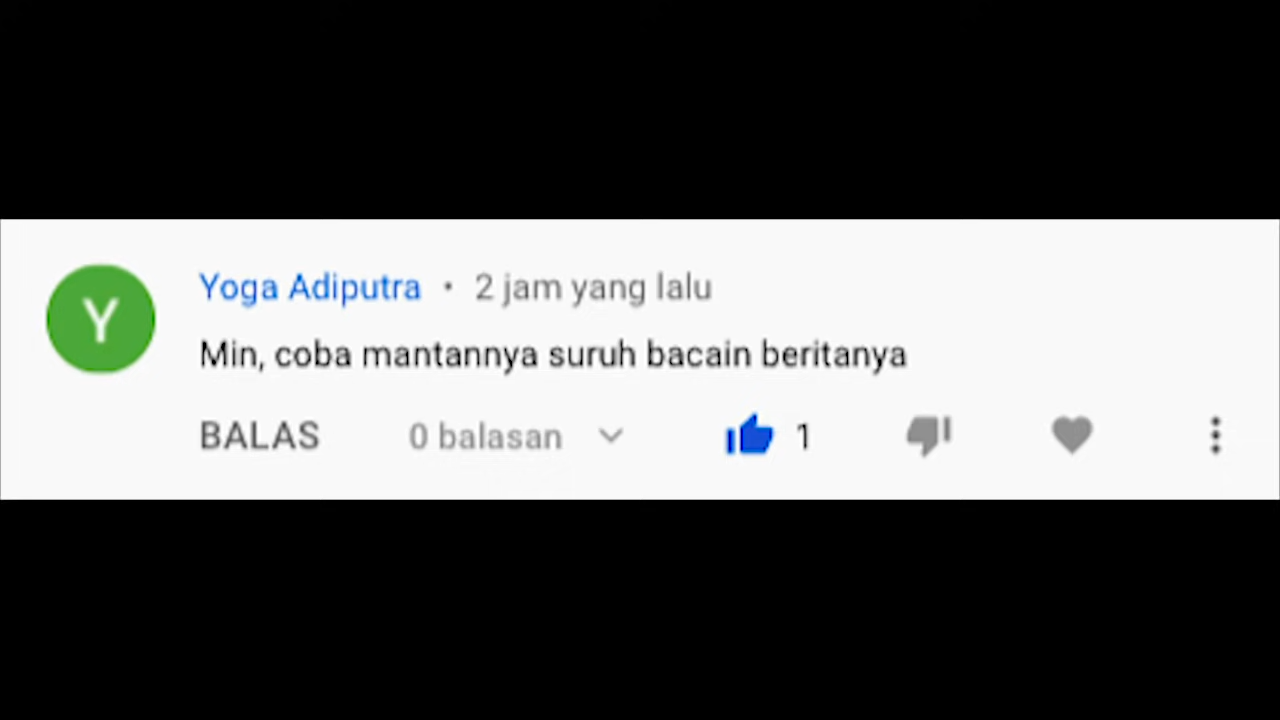 Y
Yoga Adiputra • 2 jam yang lalu
Min, coba mantannya suruh bacain beritanya
BALAS 0 balasan 1